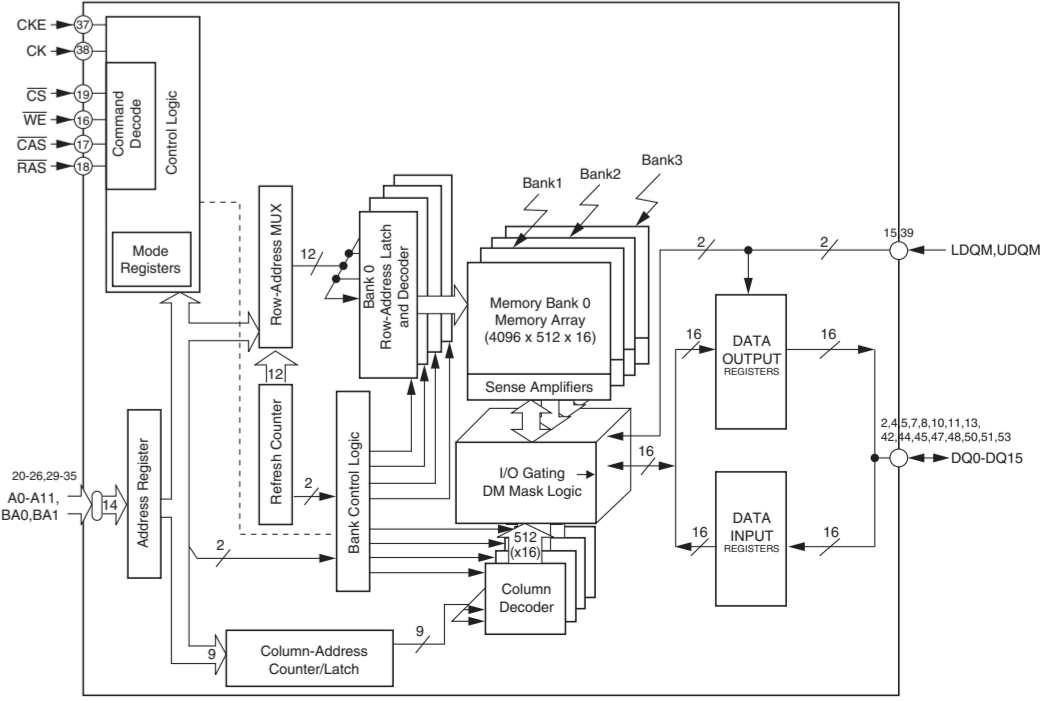 CKE
37
CK
38
CS
19
WE
16
CAS
17
RAS
18
Command
Decode
Control Logic
Mode
Registers
Row-Address MUX
12
12
Refresh Counter
2
Bank 0
Row-Address Latch
and Decoder
Bank1
Bank2
Bank3
Memory Bank 0
Memory Array
(4096 x 512 x 16)
Sense Amplifiers
I/O Gating
DM Mask Logic
16
2
2
15,39
LDQM,UDQM
16
DATA
OUTPUT
REGISTERS
16
2,4,5,7,8,10,11,13,
42,44,45,47,48,50,51,53
DQ0-DQ15
16
DATA
INPUT
REGISTERS
16
20-26,29-35
A0-A11,
BA0,BA1
14
Address Register
2
Bank Control Logic
512
(x16)
Column
Decoder
9
Column-Address
Counter/Latch
9